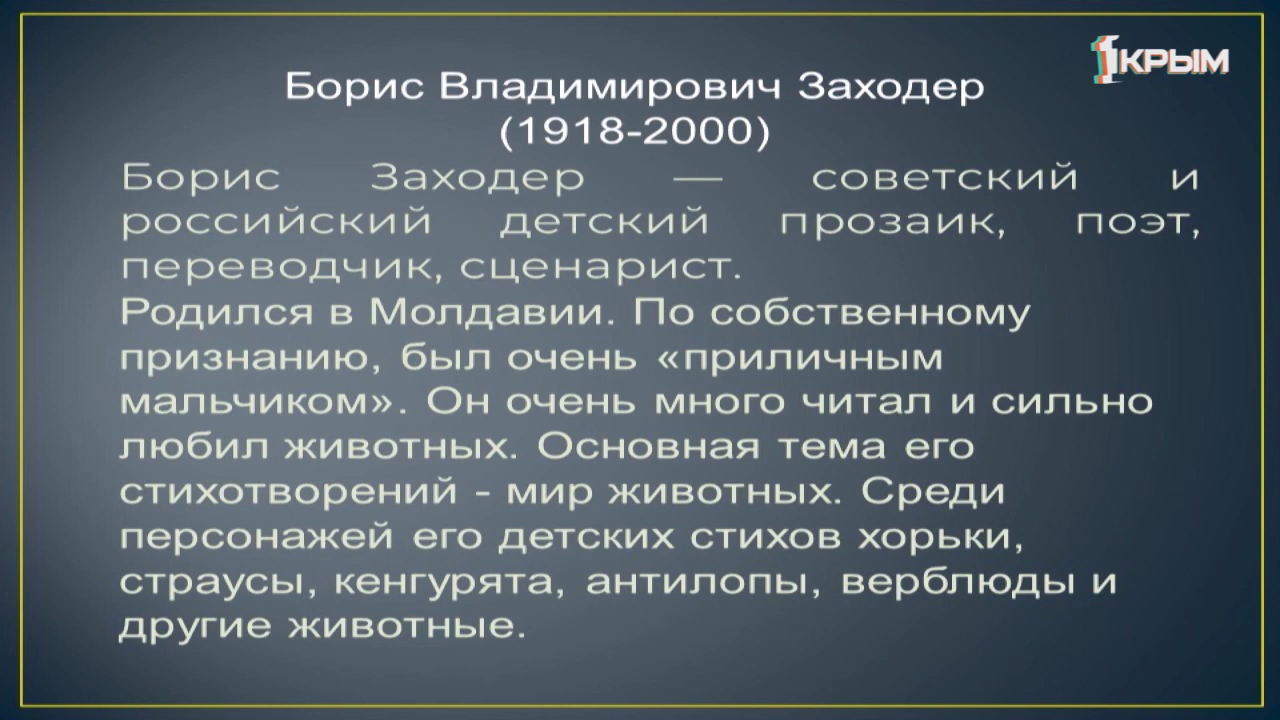 1КРЫМ
Борис Владимирович Заходер
(1918-2000)
Борис Заходер — советский и
российский детский прозаик, поэт,
переводчик, сценарист.
Родился в Молдавии. По собственному
признанию, был очень «приличным
мальчиком». Он очень много читал и сильно
любил животных. Основная тема его
стихотворений - мир животных. Среди
персонажей его детских стихов хорьки,
страусы, кенгурята, антилопы, верблюды и
другие животные.